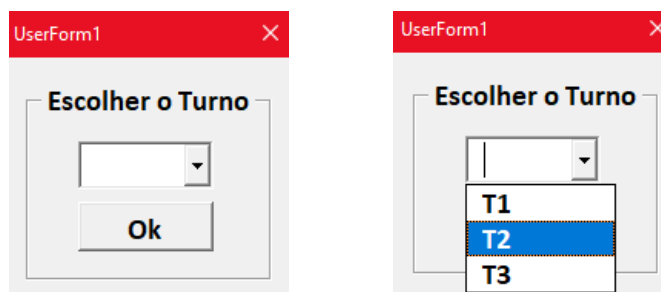 UserForm1
Escolher o Turno
Ok
UserForm1
Escolher o Turno
T1
T2
T3